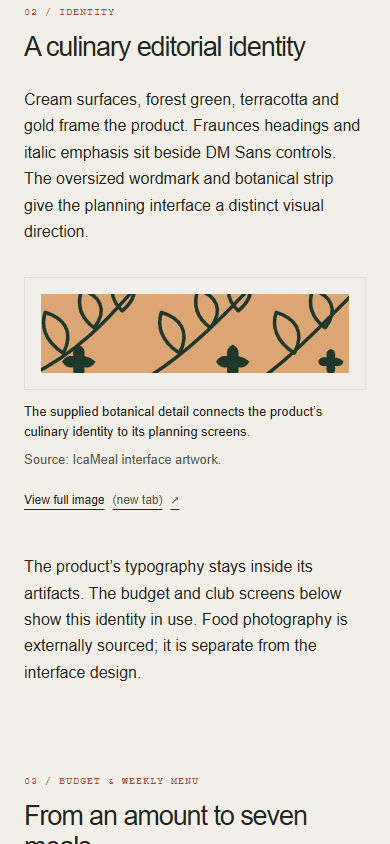 02 / IDENTITY
A culinary editorial identity
Cream surfaces, forest green, terracotta and
gold frame the product. Fraunces headings and
italic emphasis sit beside DM Sans controls.
The oversized wordmark and botanical strip
give the planning interface a distinct visual
direction.
The supplied botanical detail connects the product’s
culinary identity to its planning screens.
Source: IcaMeal interface artwork.
View full image (new tab) ↗
The product’s typography stays inside its
artifacts. The budget and club screens below
show this identity in use. Food photography is
externally sourced; it is separate from the
interface design.
03 / BUDGET & WEEKLY MENU
From an amount to seven
meals